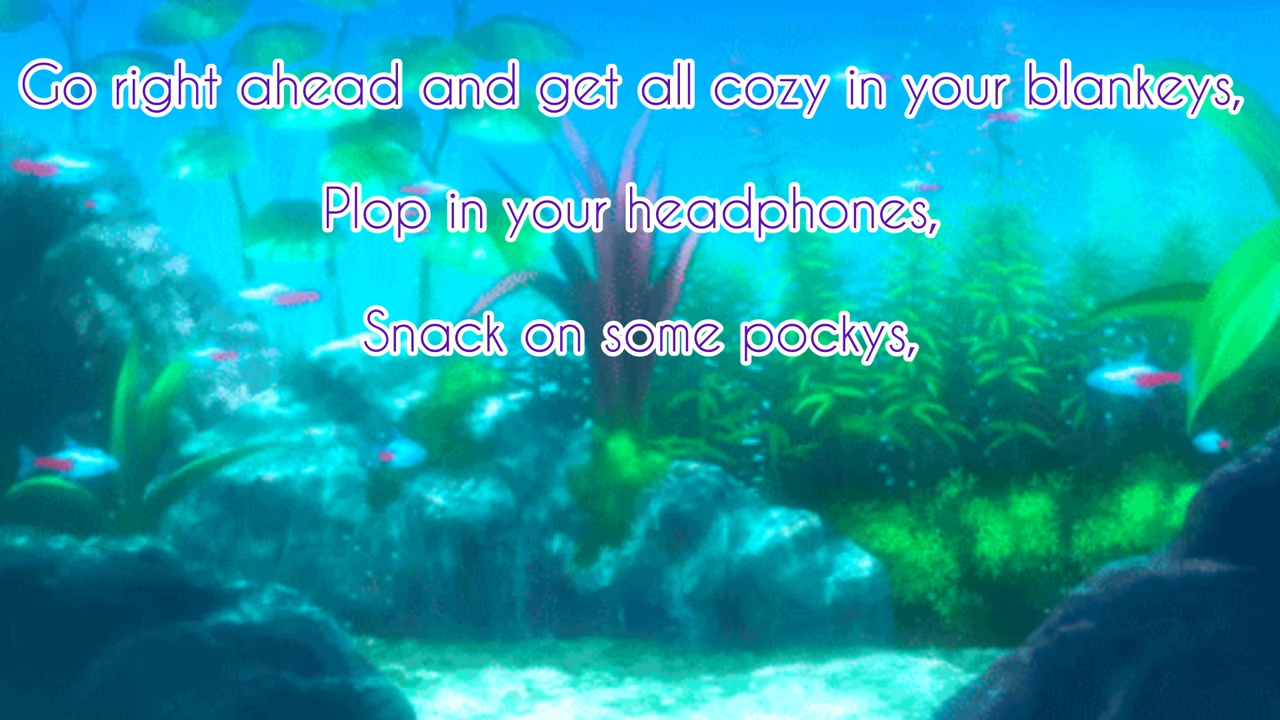 Go right ahead and get all cozy in your blankeys,
Plop in your headphones,
Snack on some pockys,